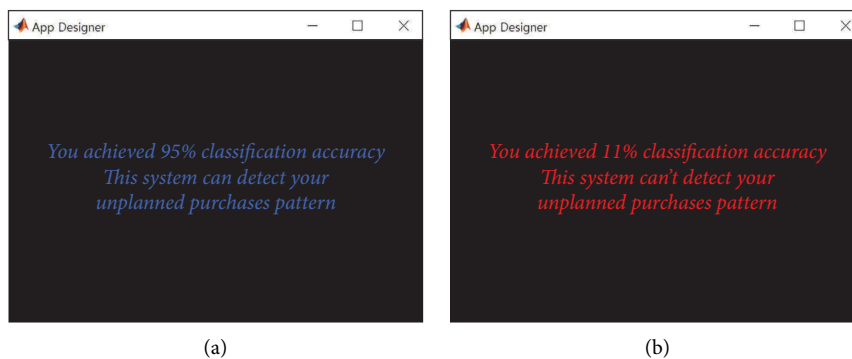 App Designer
You achieved 95% classification accuracy
This system can detect your
unplanned purchases pattern
(a)
App Designer
You achieved 11% classification accuracy
This system can't detect your
unplanned purchases pattern
(b)